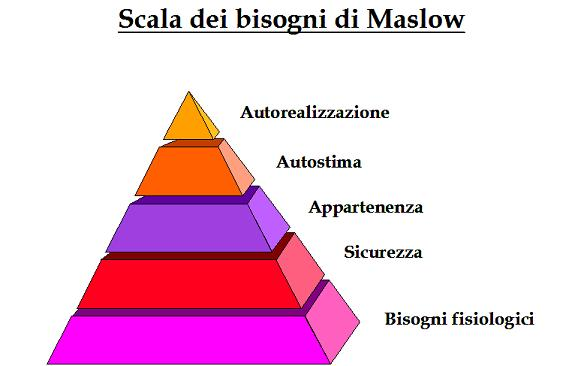 Scala dei bisogni di Maslow
Autorealizzazione
Autostima
Appartenenza
Sicurezza
Bisogni fisiologici